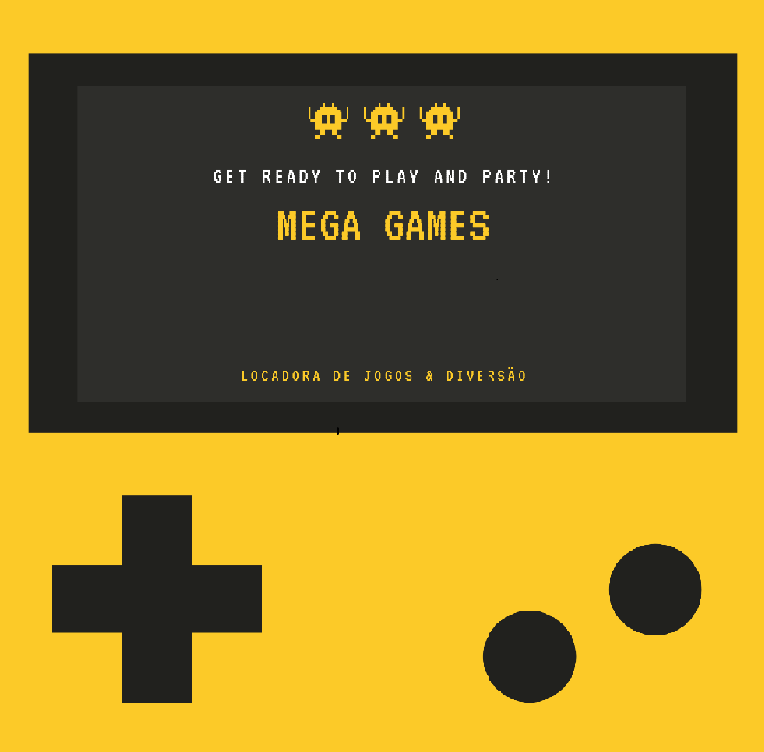 GET READY TO PLAY AND PARTY!
MEGA GAMES
LOCADORA DE JOGOS & DIVERSÃO